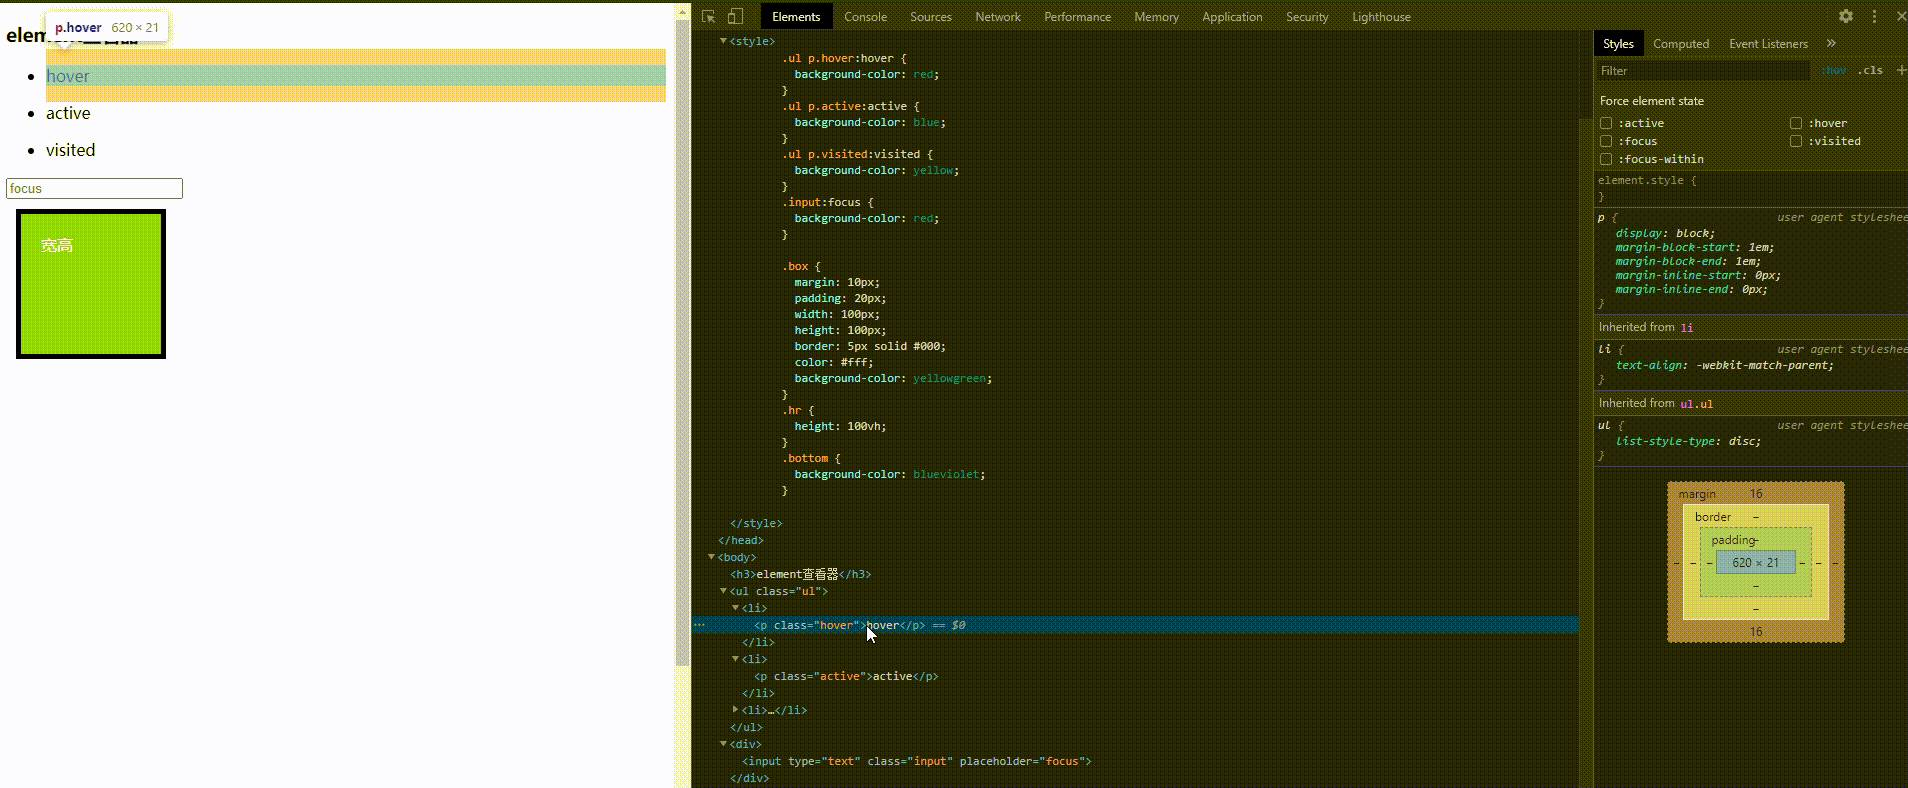 p.hover 620 × 21
hover
active
visited
focus
宽高
Elements Console Sources Network Performance Memory Application Security Lighthouse
<style>
.ul p.hover:hover {
background-color: red;
}
.ul p.active:active {
background-color: blue;
}
.ul p.visited:visited {
background-color: yellow;
}
.input:focus {
background-color: red;
}
.box {
margin: 10px;
padding: 20px;
width: 100px;
height: 100px;
border: 5px solid #000;
color: #fff;
background-color: yellowgreen;
}
.hr {
height: 100vh;
}
.bottom {
background-color: blueviolet;
}
</style>
</head>
<body>
<h3>element查看器</h3>
<ul class="ul">
<li>
<p class="hover">hover</p> == $0
</li>
<li>
<p class="active">active</p>
</li>
<li>…</li>
</ul>
<div>
<input type="text" class="input" placeholder="focus">
</div>
Styles Computed Event Listeners »
Filter :hov .cls +
Force element state
:active :hover
:focus :visited
:focus-within
element.style {
}
p { user agent styleshee
display: block;
margin-block-start: 1em;
margin-block-end: 1em;
margin-inline-start: 0px;
margin-inline-end: 0px;
}
Inherited from li
li { user agent styleshee
text-align: -webkit-match-parent;
}
Inherited from ul.ul
ul { user agent styleshee
list-style-type: disc;
}
margin 16
border –
padding –
– – – 620 × 21 – – –
–
–
16